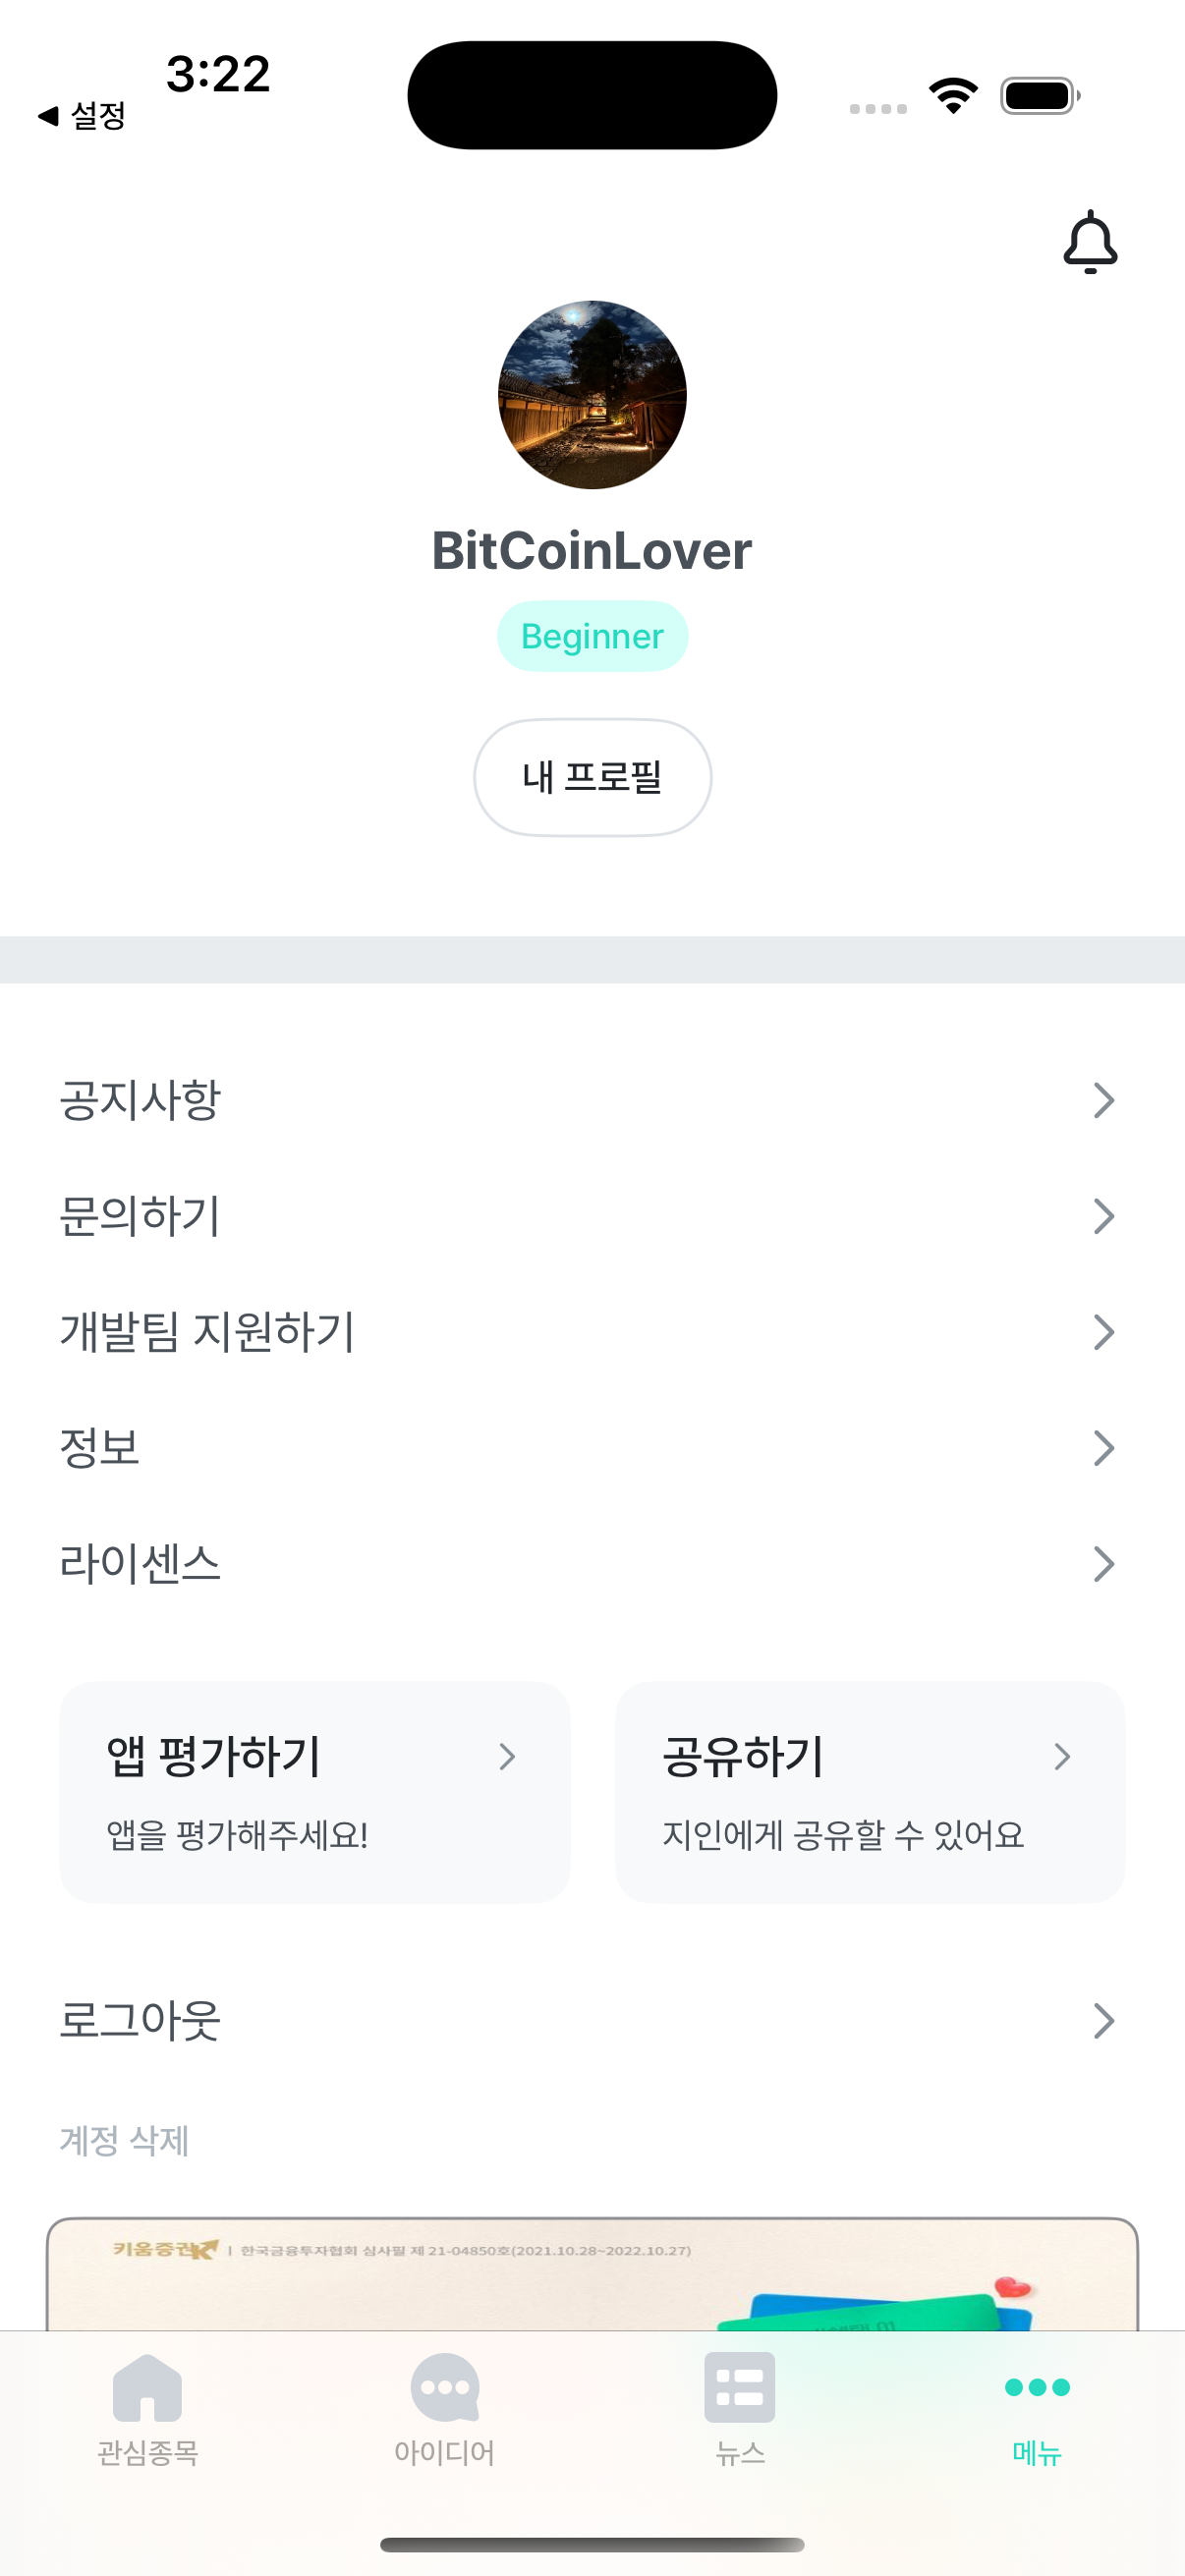 3:22
◀ 설정
BitCoinLover
Beginner
내 프로필
공지사항
문의하기
개발팀 지원하기
정보
라이센스
앱 평가하기
앱을 평가해주세요!
공유하기
지인에게 공유할 수 있어요
로그아웃
계정 삭제
키움증권 | 한국금융투자협회 심사필 제 21-04850호(2021.10.28~2022.10.27)
관심종목
아이디어
뉴스
메뉴